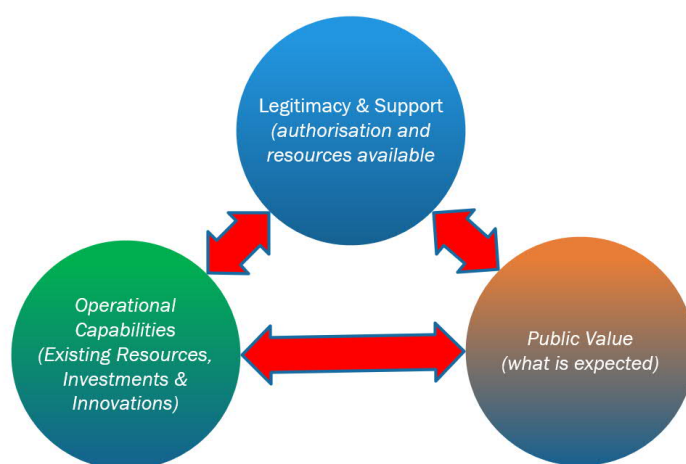 Legitimacy & Support
(authorisation and
resources available
Operational
Capabilities
(Existing Resources,
Investments &
Innovations)
Public Value
(what is expected)